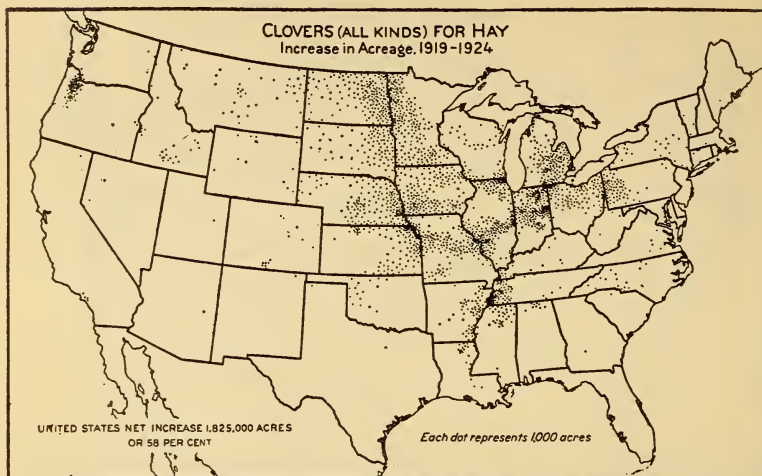 CLOVERS (ALL KINDS) FOR HAY
Increase in Acreage, 1919-1924
UNITED STATES NET INCREASE 1,825,000 ACRES
OR 58 PER CENT
Each dot represents 1,000 acres